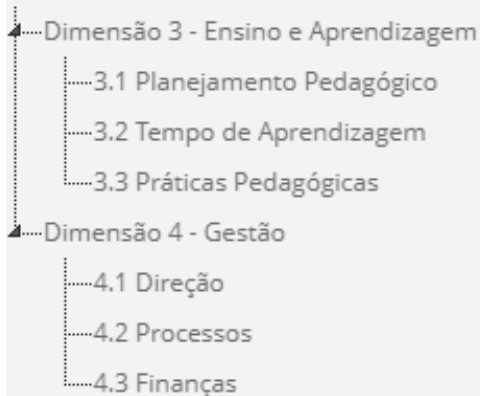 Dimensão 3 - Ensino e Aprendizagem
3.1 Planejamento Pedagógico
3.2 Tempo de Aprendizagem
3.3 Práticas Pedagógicas
Dimensão 4 - Gestão
4.1 Direção
4.2 Processos
4.3 Finanças